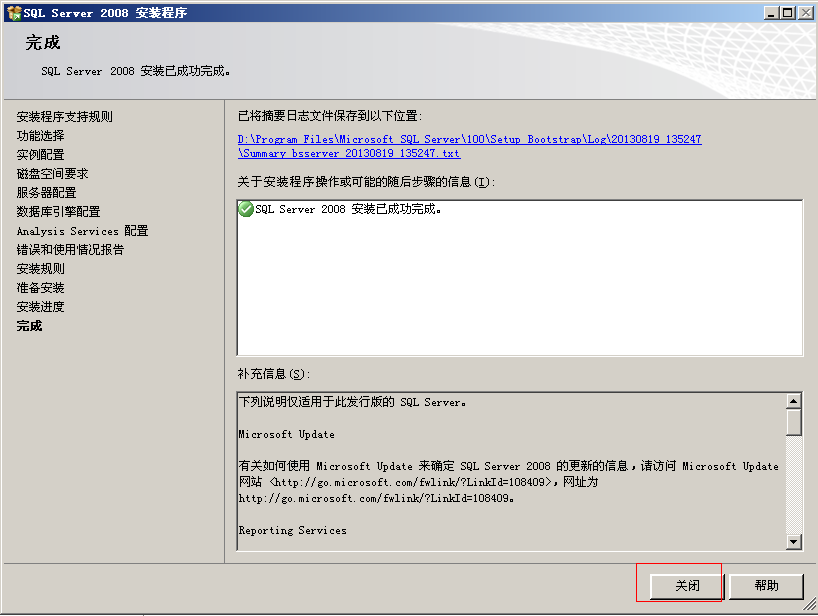 SQL Server 2008 安装程序
完成
SQL Server 2008 安装已成功完成。
安装程序支持规则
功能选择
实例配置
磁盘空间要求
服务器配置
数据库引擎配置
Analysis Services 配置
错误和使用情况报告
安装规则
准备安装
安装进度
完成
已将摘要日志文件保存到以下位置:
D:\Program Files\Microsoft SQL Server\100\Setup Bootstrap\Log\20130819_135247
\Summary_bsserver_20130819_135247.txt
关于安装程序操作或可能的随后步骤的信息(I):
SQL Server 2008 安装已成功完成。
补充信息(S):
下列说明仅适用于此发行版的 SQL Server。
Microsoft Update
有关如何使用 Microsoft Update 来确定 SQL Server 2008 的更新的信息，请访问 Microsoft Update
网站 <http://go.microsoft.com/fwlink/?LinkId=108409>，网址为
http://go.microsoft.com/fwlink/?LinkId=108409。
Reporting Services
关闭
帮助